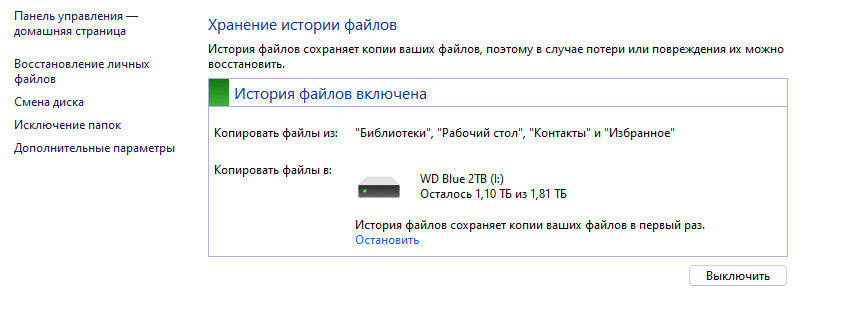 Панель управления —
домашняя страница
Восстановление личных
файлов
Смена диска
Исключение папок
Дополнительные параметры
Хранение истории файлов
История файлов сохраняет копии ваших файлов, поэтому в случае потери или повреждения их можно
восстановить.
История файлов включена
Копировать файлы из: "Библиотеки", "Рабочий стол", "Контакты" и "Избранное"
Копировать файлы в:
WD Blue 2TB (I:)
Осталось 1,10 ТБ из 1,81 ТБ
История файлов сохраняет копии ваших файлов в первый раз.
Остановить
Выключить